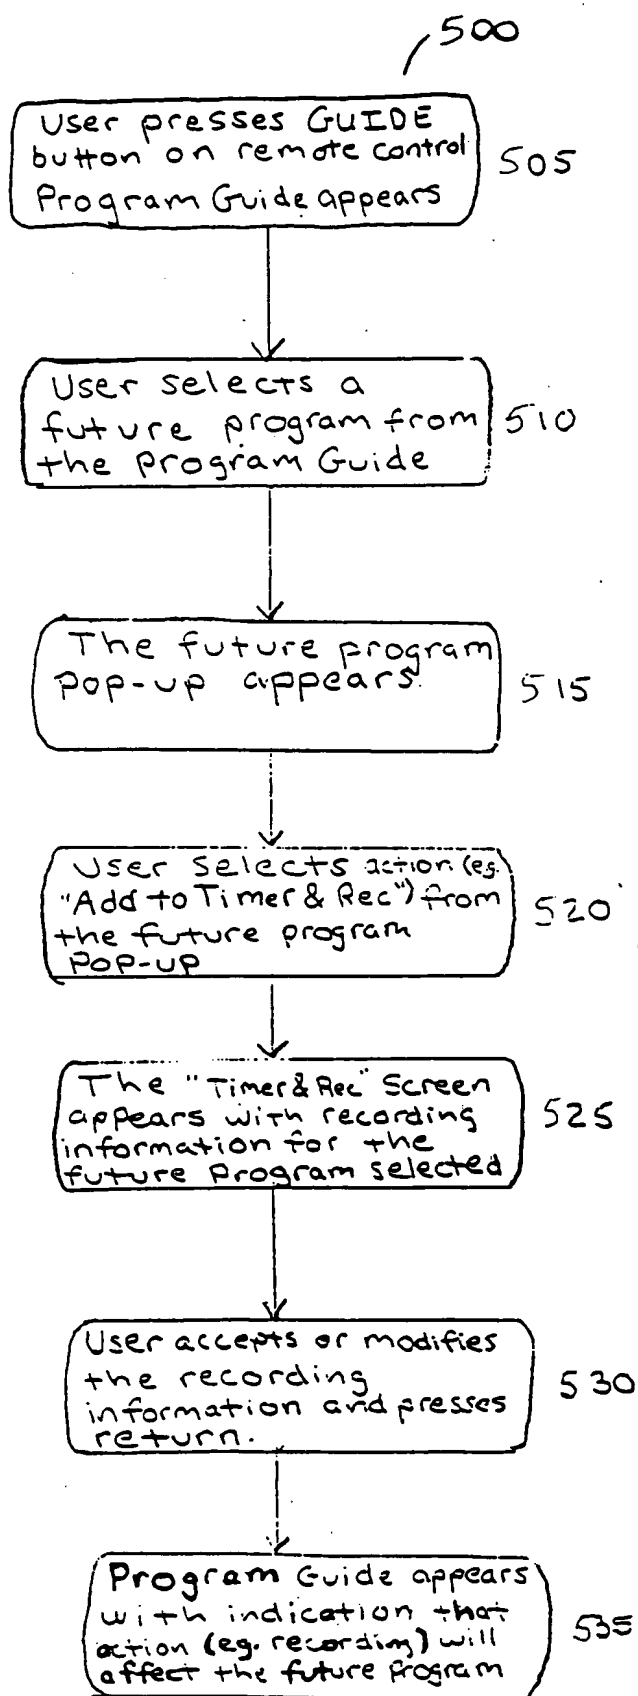 500
User presses GUIDE
button on remote control
Program Guide appears
505
User selects a
future program from
the Program Guide
510
The future program
Pop-up appears.
515
User selects action (eg.
"Add to Timer & Rec") from
the future program
Pop-up
520
The "Timer & Rec" Screen
appears with recording
information for the
future Program selected
525
User accepts or modifies
the recording
information and presses
return.
530
Program Guide appears
with indication that
action (eg. recording) will
affect the future Program
535